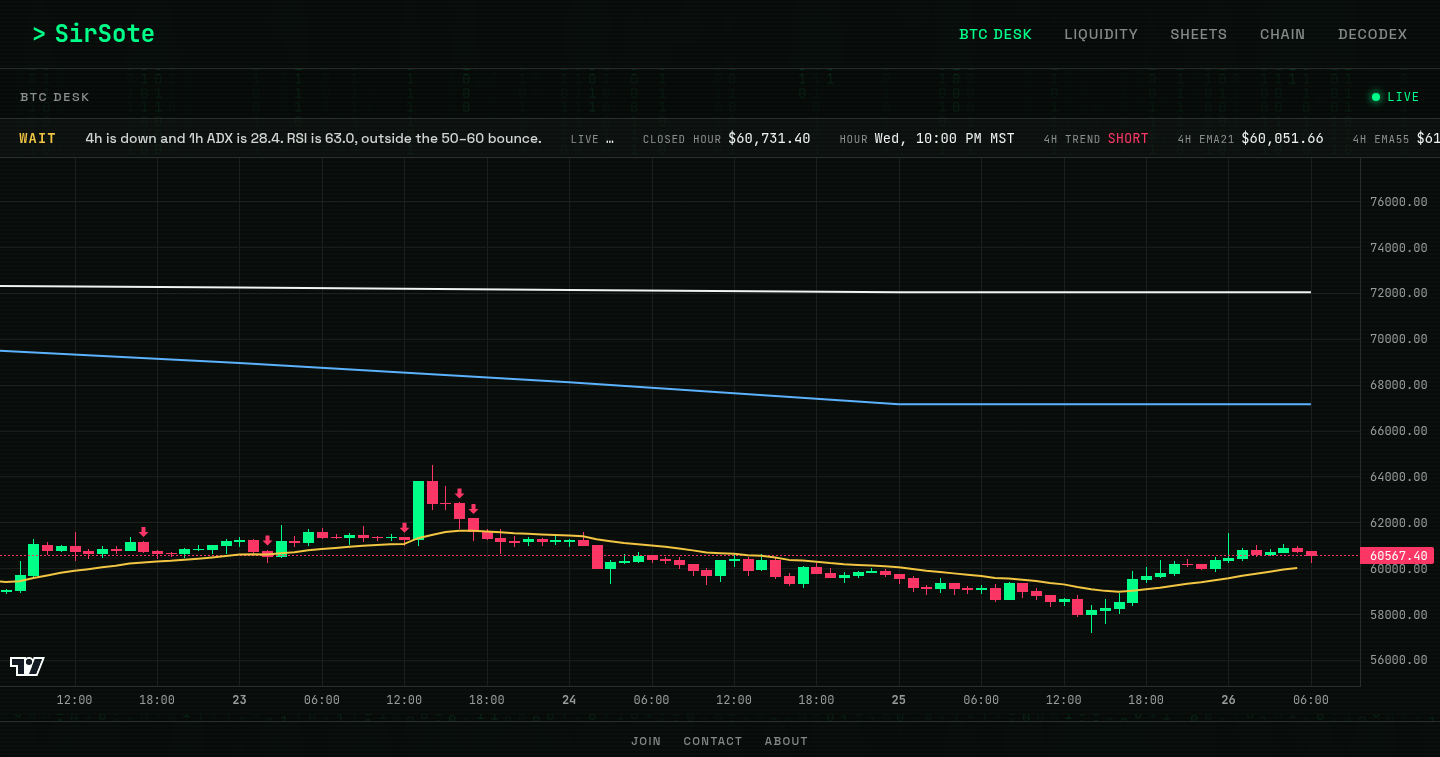 > SirSote
BTC DESK LIQUIDITY SHEETS CHAIN DECODEX
BTC DESK
LIVE
WAIT 4h is down and 1h ADX is 28.4. RSI is 63.0, outside the 50–60 bounce. LIVE … CLOSED HOUR $60,731.40 HOUR Wed, 10:00 PM MST 4H TREND SHORT 4H EMA21 $60,051.66 4H EMA55 $61
76000.00
74000.00
72000.00
70000.00
68000.00
66000.00
64000.00
62000.00
60567.40
60000.00
58000.00
56000.00
12:00 18:00 23 06:00 12:00 18:00 24 06:00 12:00 18:00 25 06:00 12:00 18:00 26 06:00
JOIN CONTACT ABOUT